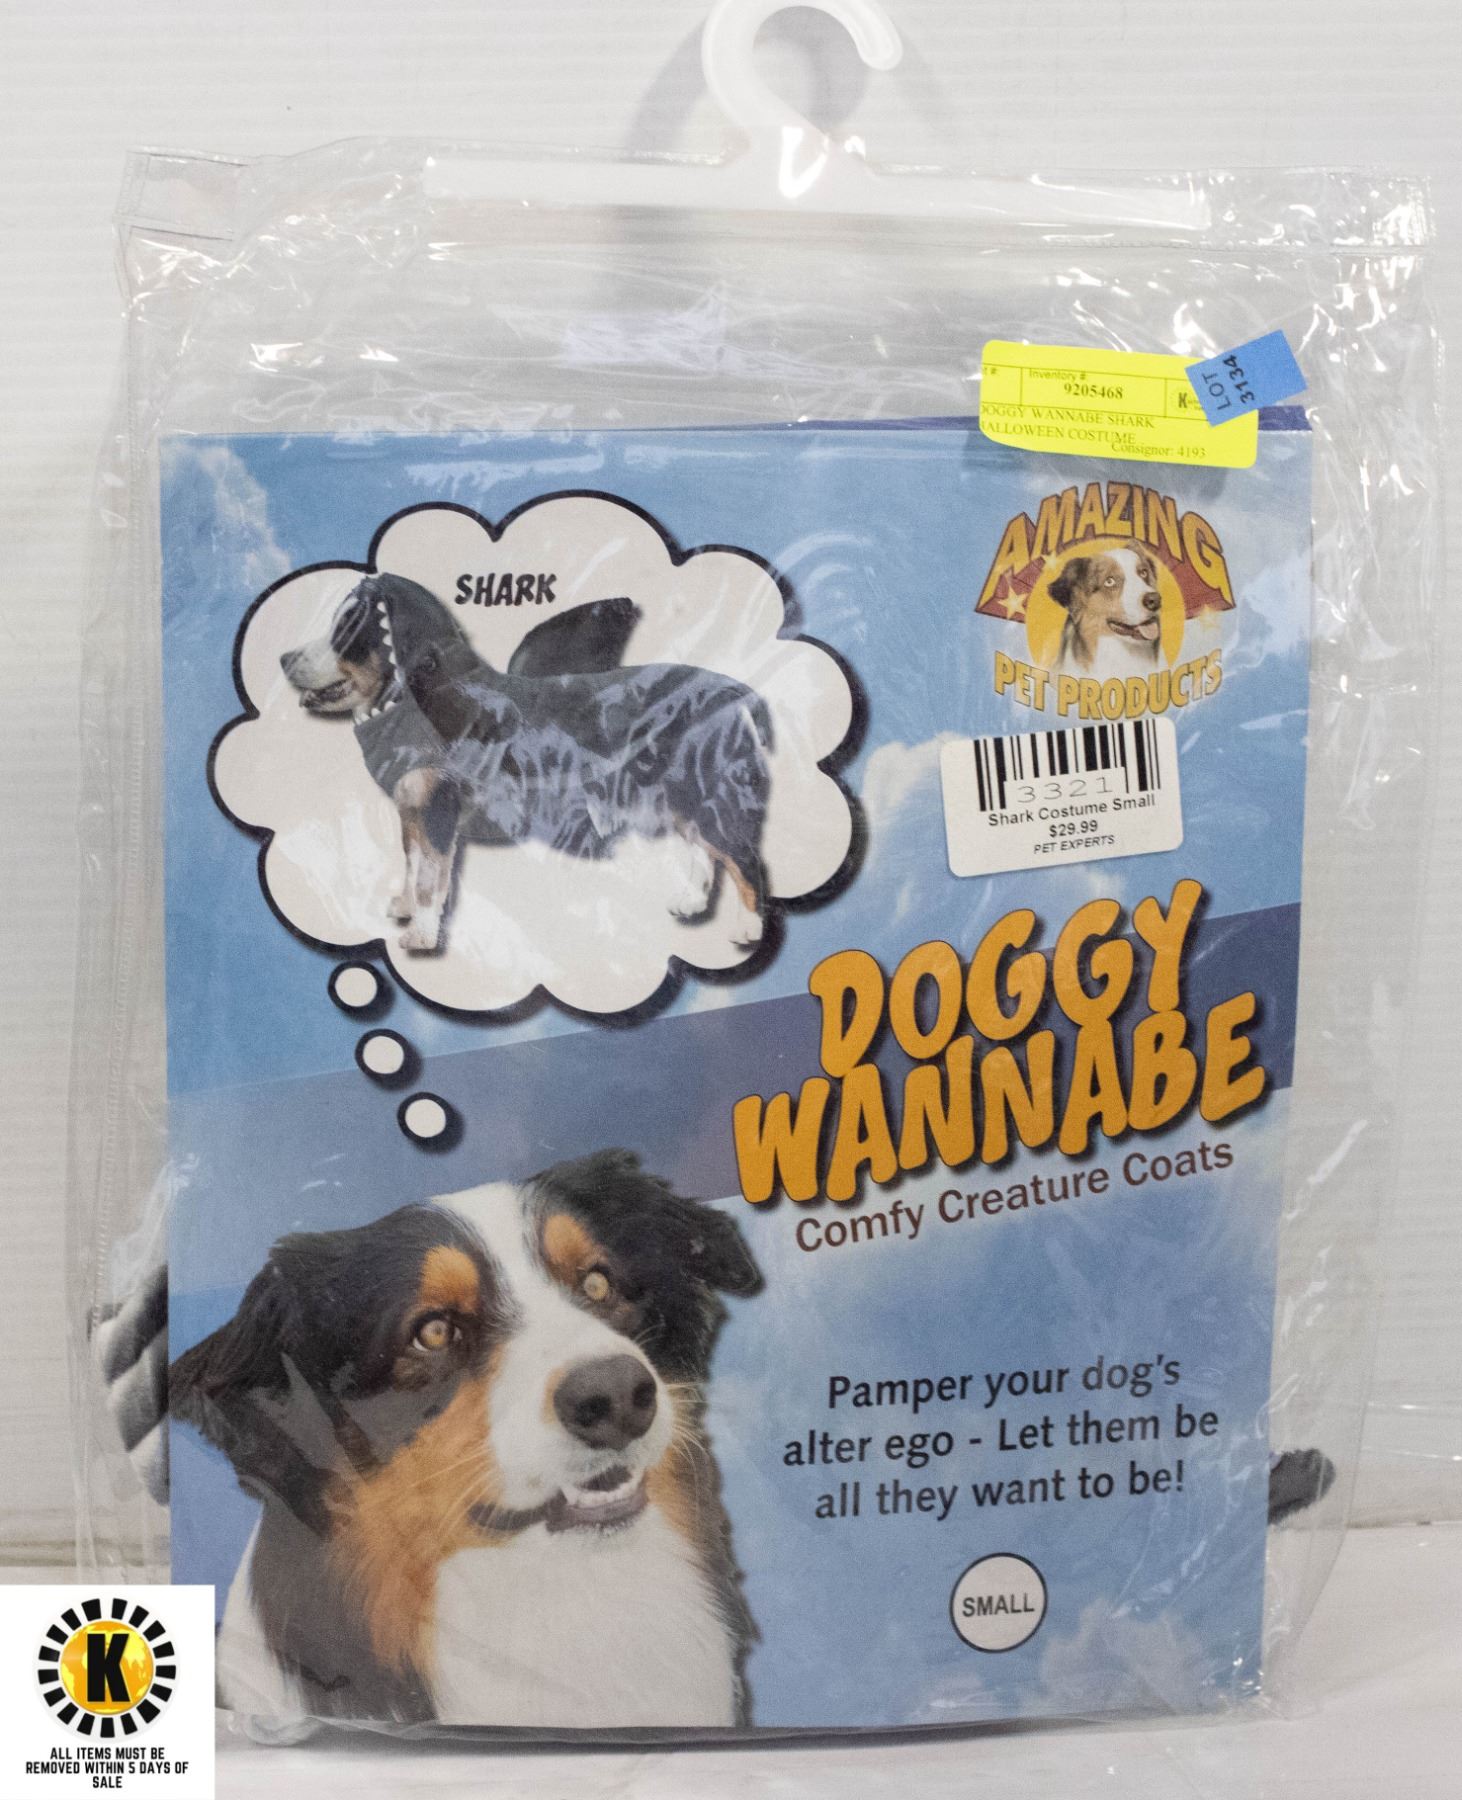 Inventory #
9205468
K
LOT
3134
DOGGY WANNABE SHARK
HALLOWEEN COSTUME
Consignor: 4193
AMAZING
PET PRODUCTS
SHARK
3321
Shark Costume Small
$29.99
PET EXPERTS
DOGGY
WANNABE
Comfy Creature Coats
Pamper your dog's
alter ego - Let them be
all they want to be!
SMALL
K
ALL ITEMS MUST BE
REMOVED WITHIN 5 DAYS OF
SALE